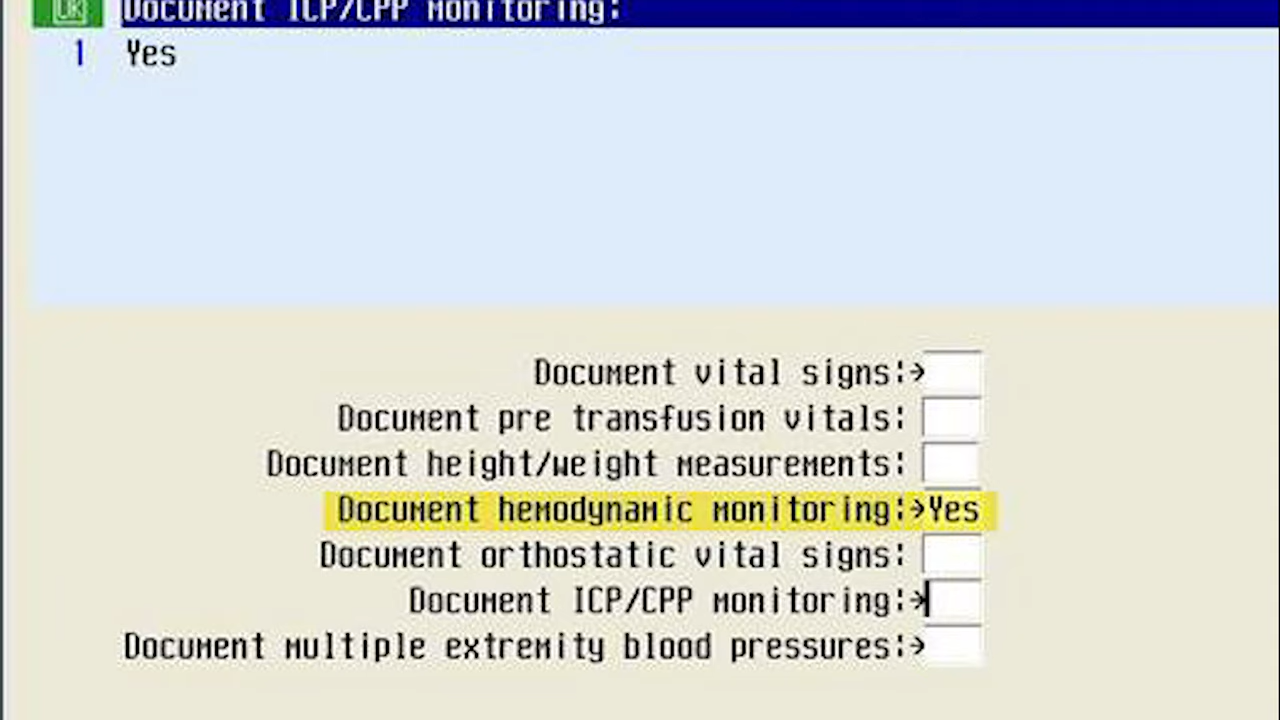 OK Document ICP/CPP monitoring:
1 Yes
Document vital signs:→
Document pre transfusion vitals:
Document height/weight measurements:
Document hemodynamic monitoring:→Yes
Document orthostatic vital signs:
Document ICP/CPP monitoring:→
Document multiple extremity blood pressures:→